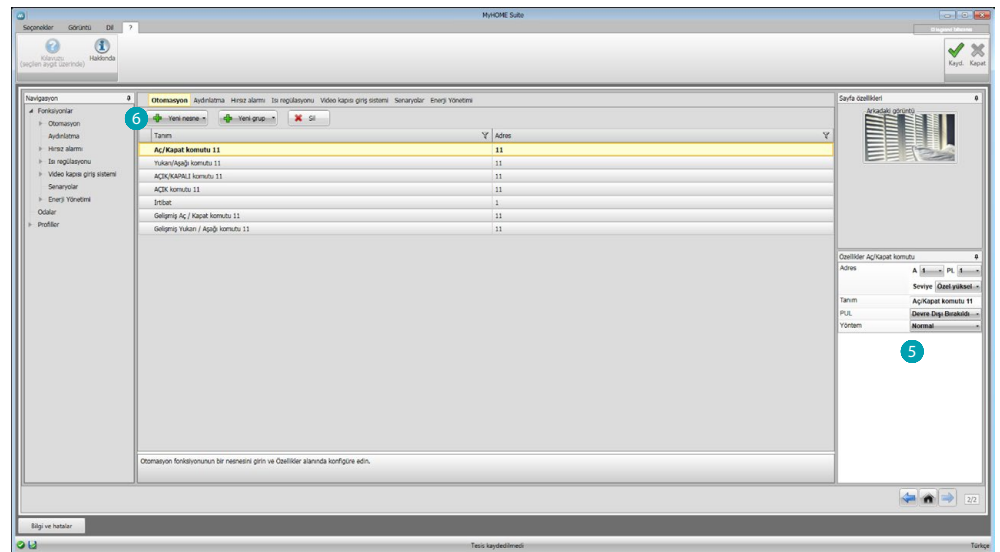 MyHOME Suite
Seçenekler Görüntü Dil ?
Kılavuzu
(seçilen aygıt üzerinde)
Hakkında
Kayd. Kapat
Navigasyon
Fonksiyonlar
Otomasyon
Aydınlatma
Hırsız alarmı
Isı regülasyonu
Video kapısı giriş sistemi
Senaryolar
Enerji Yönetimi
Odalar
Profiller
Otomasyon Aydınlatma Hırsız alarmı Isı regülasyonu Video kapısı giriş sistemi Senaryolar Enerji Yönetimi
6 Yeni nesne Yeni grup Sil
Tanım Adres
Aç/Kapat komutu 11 11
Yukarı/Aşağı komutu 11 11
AÇIK/KAPALI komutu 11 11
AÇIK komutu 11 11
İrtibat 1
Gelişmiş Aç / Kapat komutu 11 11
Gelişmiş Yukarı / Aşağı komutu 11 11
Otomasyon fonksiyonunun bir nesnesini girin ve Özellikler alanında konfigüre edin.
Sayfa özellikleri
Arkadaki görüntü
Özellikler Aç/Kapat komutu
Adres A 1 PL 1
Seviye Özel yüksel
Tanım Aç/Kapat komutu 11
PUL Devre Dışı Bırakıldı
Yöntem Normal
5
2/2
Bilgi ve hatalar
Tesis kaydedilmedi Türkçe